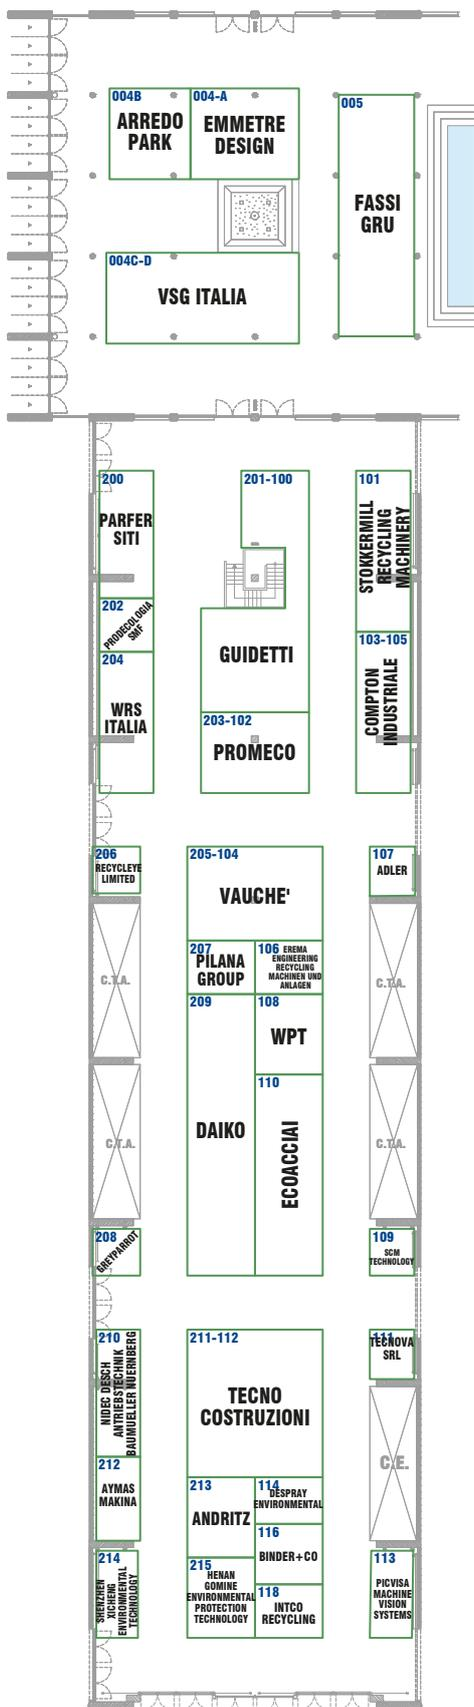 004B
ARREDO
PARK
004-A
EMMETRE
DESIGN
005
FASSI
GRU
004C-D
VSG ITALIA
200
PARFER
SITI
201-100
GUIDETTI
101
STOKKERMILL
RECYCLING
MACHINERY
202
PRODECOLOGIA
SMF
204
WRS
ITALIA
203-102
PROMECO
103-105
COMPTON
INDUSTRIALE
206
RECYCLEYE
LIMITED
205-104
VAUCHE'
107
ADLER
C.T.A.
207
PILANA
GROUP
106 EREMA
ENGINEERING
RECYCLING
MACHINEN UND
ANLAGEN
C.T.A.
209
DAIKO
108
WPT
110
ECOACCIAI
C.T.A.
C.T.A.
208
GREYPARROT
109
SCM
TECHNOLOGY
210
NIDEC DESCH
ANTRIEBSTECHNIK
BAUMUELLER NUERNBERG
211-112
TECNO
COSTRUZIONI
111
TECNOVA
SRL
212
AYMAS
MAKINA
C.E.
213
ANDRITZ
114
DESPRAY
ENVIRONMENTAL
116
BINDER+CO
214
SHENZHEN
XICHENG
ENVIRONMENTAL
TECHNOLOGY
215
HENAN
GOMINE
ENVIRONMENTAL
PROTECTION
TECHNOLOGY
118
INTCO
RECYCLING
113
PICVISA
MACHINE
VISION
SYSTEMS